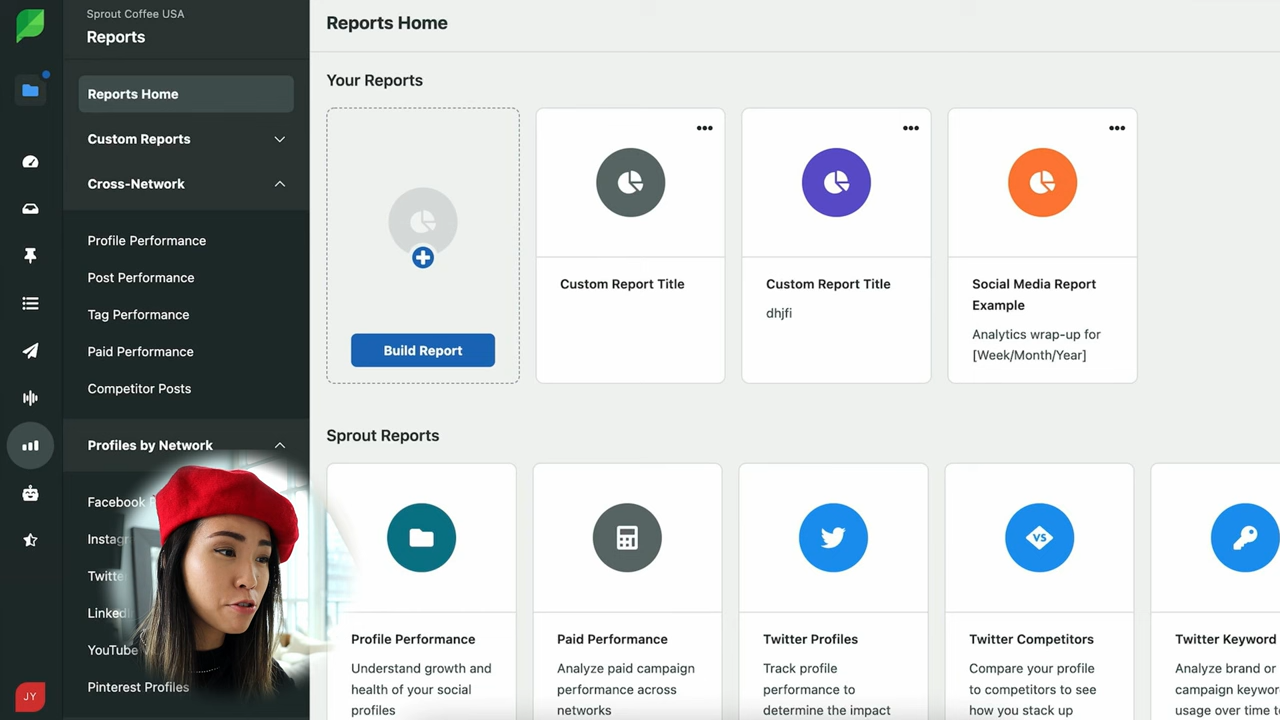 Sprout Coffee USA
Reports
Reports Home
Custom Reports
Cross-Network
Profile Performance
Post Performance
Tag Performance
Paid Performance
Competitor Posts
Profiles by Network
Facebook
Pinterest Profiles
YouTube
JY
Reports Home
Your Reports
Build Report
Custom Report Title
Custom Report Title
dhjfi
Social Media Report
Example
Analytics wrap-up for
[Week/Month/Year]
Sprout Reports
Profile Performance
Understand growth and
health of your social
profiles
Paid Performance
Analyze paid campaign
performance across
networks
Twitter Profiles
Track profile
performance to
determine the impact
VS
Twitter Competitors
Compare your profile
to competitors to see
how you stack up
Twitter Keyword
Analyze brand or
usage over time